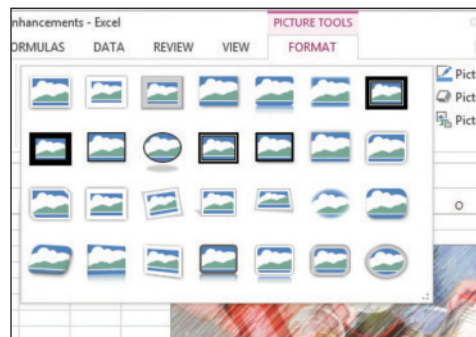 nhancements - Excel
PICTURE TOOLS
ORMULAS DATA REVIEW VIEW FORMAT
Pict
Pict
Pict
O